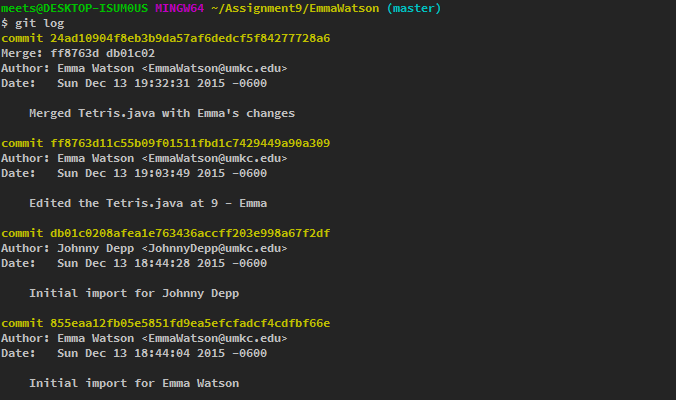 meets@DESKTOP-ISUM0US MINGW64 ~/Assignment9/EmmaWatson (master)
$ git log
commit 24ad10904f8eb3b9da57af6dedcf5f84277728a6
Merge: ff8763d db01c02
Author: Emma Watson <EmmaWatson@umkc.edu>
Date:   Sun Dec 13 19:32:31 2015 -0600
    Merged Tetris.java with Emma's changes
commit ff8763d11c55b09f01511fbd1c7429449a90a309
Author: Emma Watson <EmmaWatson@umkc.edu>
Date:   Sun Dec 13 19:03:49 2015 -0600
    Edited the Tetris.java at 9 - Emma
commit db01c0208afea1e763436accff203e998a67f2df
Author: Johnny Depp <JohnnyDepp@umkc.edu>
Date:   Sun Dec 13 18:44:28 2015 -0600
    Initial import for Johnny Depp
commit 855eaa12fb05e5851fd9ea5efcfadcf4cdfbf66e
Author: Emma Watson <EmmaWatson@umkc.edu>
Date:   Sun Dec 13 18:44:04 2015 -0600
    Initial import for Emma Watson